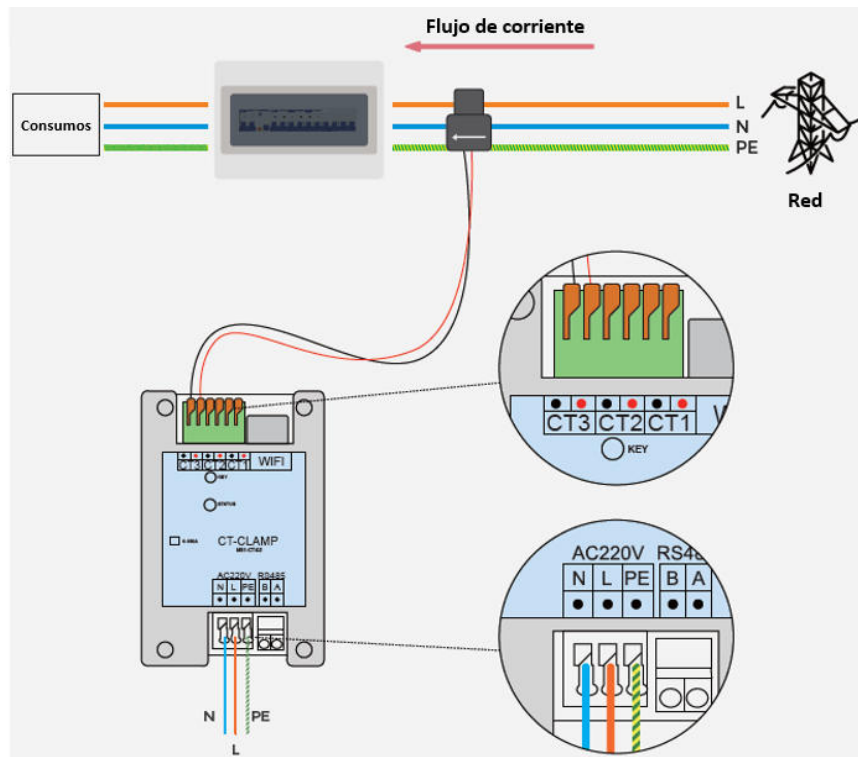 Flujo de corriente
Consumos
L
N
PE
Red
CT3 CT2 CT1
KEY
CT3 CT2 CT1 WIFI
KEY
STATUS
CT-CLAMP
AC220V RS485
N L PE B A
AC220V RS485
N L PE B A
N PE
L